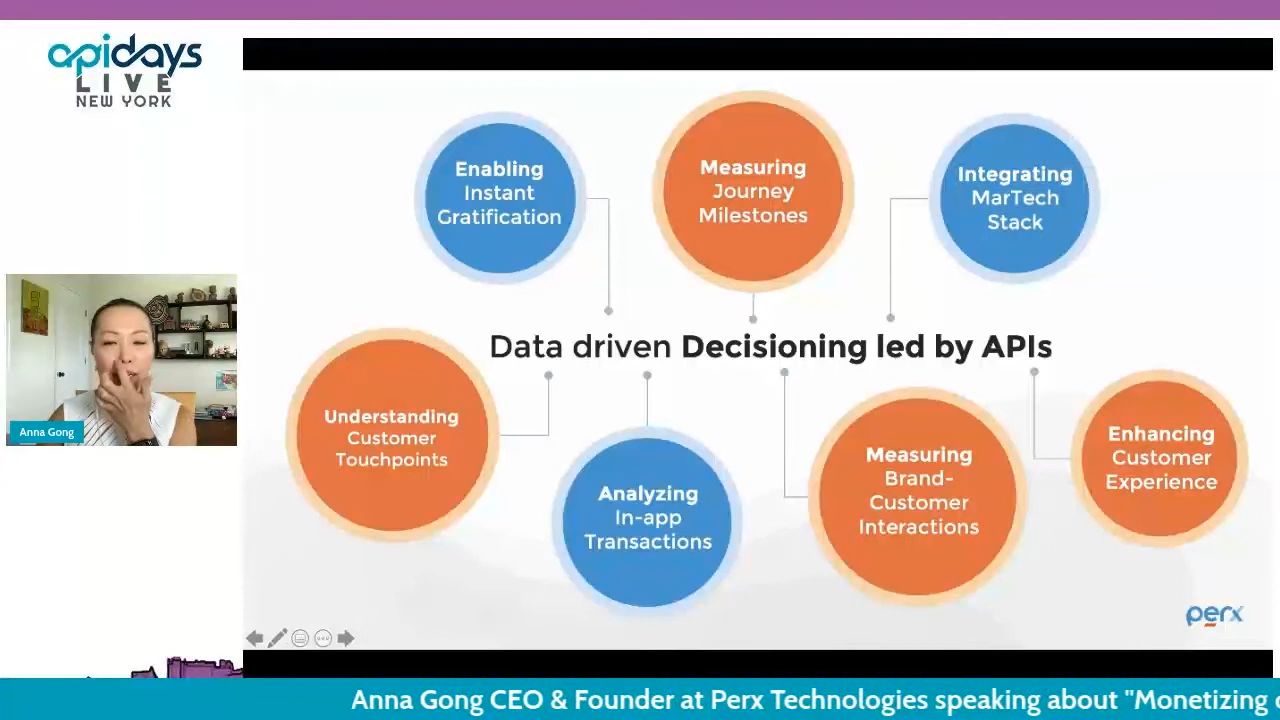 apidays
LIVE
NEW YORK
Enabling
Instant
Gratification
Measuring
Journey
Milestones
Integrating
MarTech
Stack
Data driven Decisioning led by APIs
Understanding
Customer
Touchpoints
Analyzing
In-app
Transactions
Measuring
Brand-
Customer
Interactions
Enhancing
Customer
Experience
Anna Gong
perx
Anna Gong CEO & Founder at Perx Technologies speaking about "Monetizing